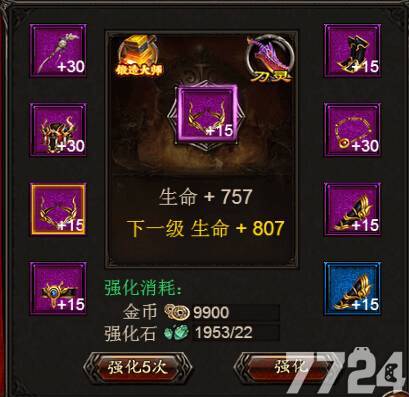 锻造大师 刀灵
+30 +15
+15
+30 +30
生命 + 757
+15 +15
下一级 生命 + 807
+15 +15
强化消耗:
金币 9900
强化石 1953/22
强化5次 强化
7724